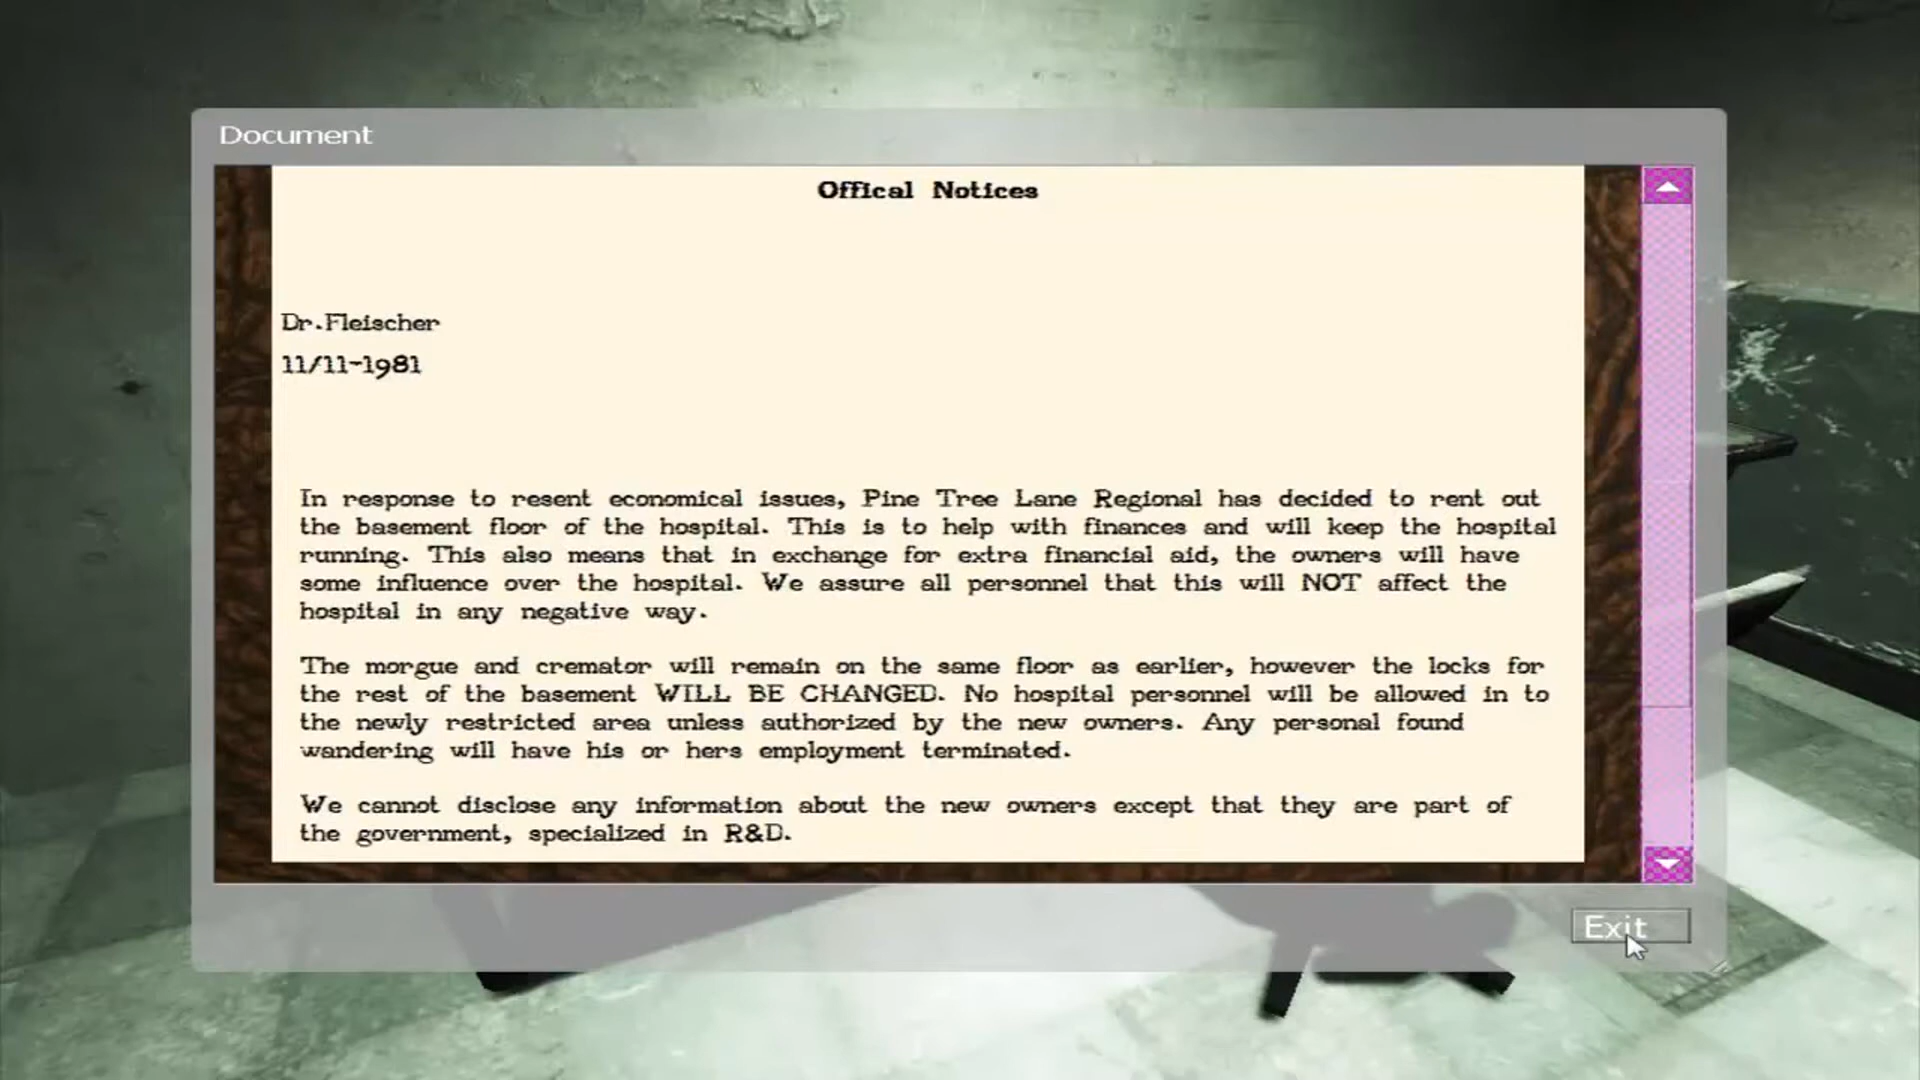 Document
Offical Notices
Dr.Fleischer
11/11-1981
In response to resent economical issues, Pine Tree Lane Regional has decided to rent out
the basement floor of the hospital. This is to help with finances and will keep the hospital
running. This also means that in exchange for extra financial aid, the owners will have
some influence over the hospital. We assure all personnel that this will NOT affect the
hospital in any negative way.
The morgue and cremator will remain on the same floor as earlier, however the locks for
the rest of the basement WILL BE CHANGED. No hospital personnel will be allowed in to
the newly restricted area unless authorized by the new owners. Any personal found
wandering will have his or hers employment terminated.
We cannot disclose any information about the new owners except that they are part of
the government, specialized in R&D.
Exit